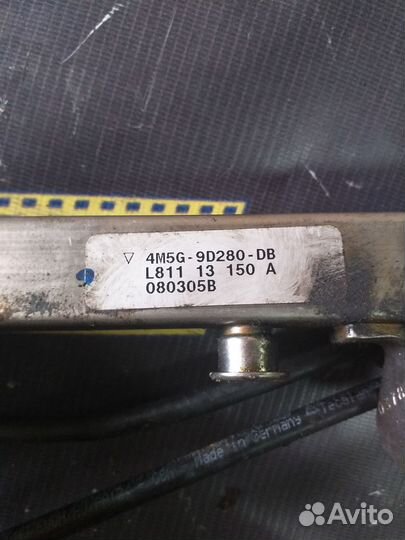 ▽ 4M5G-9D280-DB
L811 13 150 A
080305B
Made in Germany
Avito